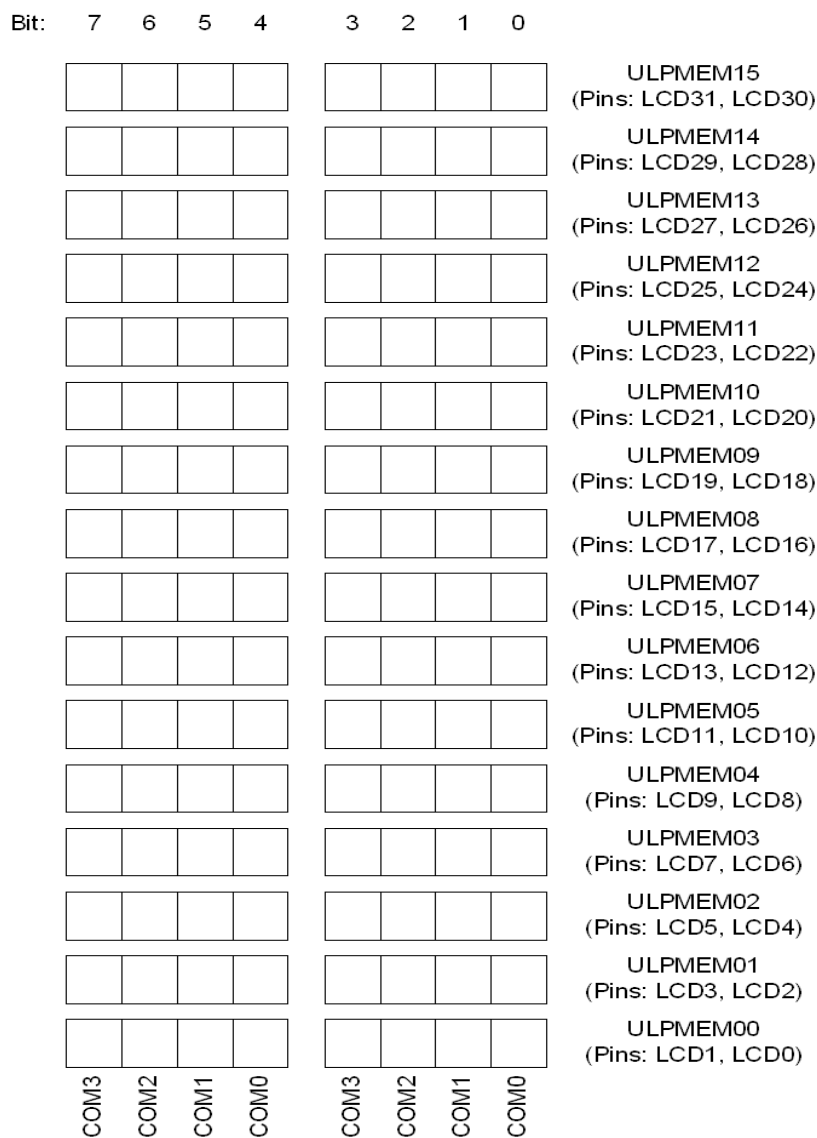 Bit: 7 6 5 4 3 2 1 0
ULPMEM15
(Pins: LCD31, LCD30)
ULPMEM14
(Pins: LCD29, LCD28)
ULPMEM13
(Pins: LCD27, LCD26)
ULPMEM12
(Pins: LCD25, LCD24)
ULPMEM11
(Pins: LCD23, LCD22)
ULPMEM10
(Pins: LCD21, LCD20)
ULPMEM09
(Pins: LCD19, LCD18)
ULPMEM08
(Pins: LCD17, LCD16)
ULPMEM07
(Pins: LCD15, LCD14)
ULPMEM06
(Pins: LCD13, LCD12)
ULPMEM05
(Pins: LCD11, LCD10)
ULPMEM04
(Pins: LCD9, LCD8)
ULPMEM03
(Pins: LCD7, LCD6)
ULPMEM02
(Pins: LCD5, LCD4)
ULPMEM01
(Pins: LCD3, LCD2)
ULPMEM00
(Pins: LCD1, LCD0)
COM3
COM2
COM1
COM0
COM3
COM2
COM1
COM0